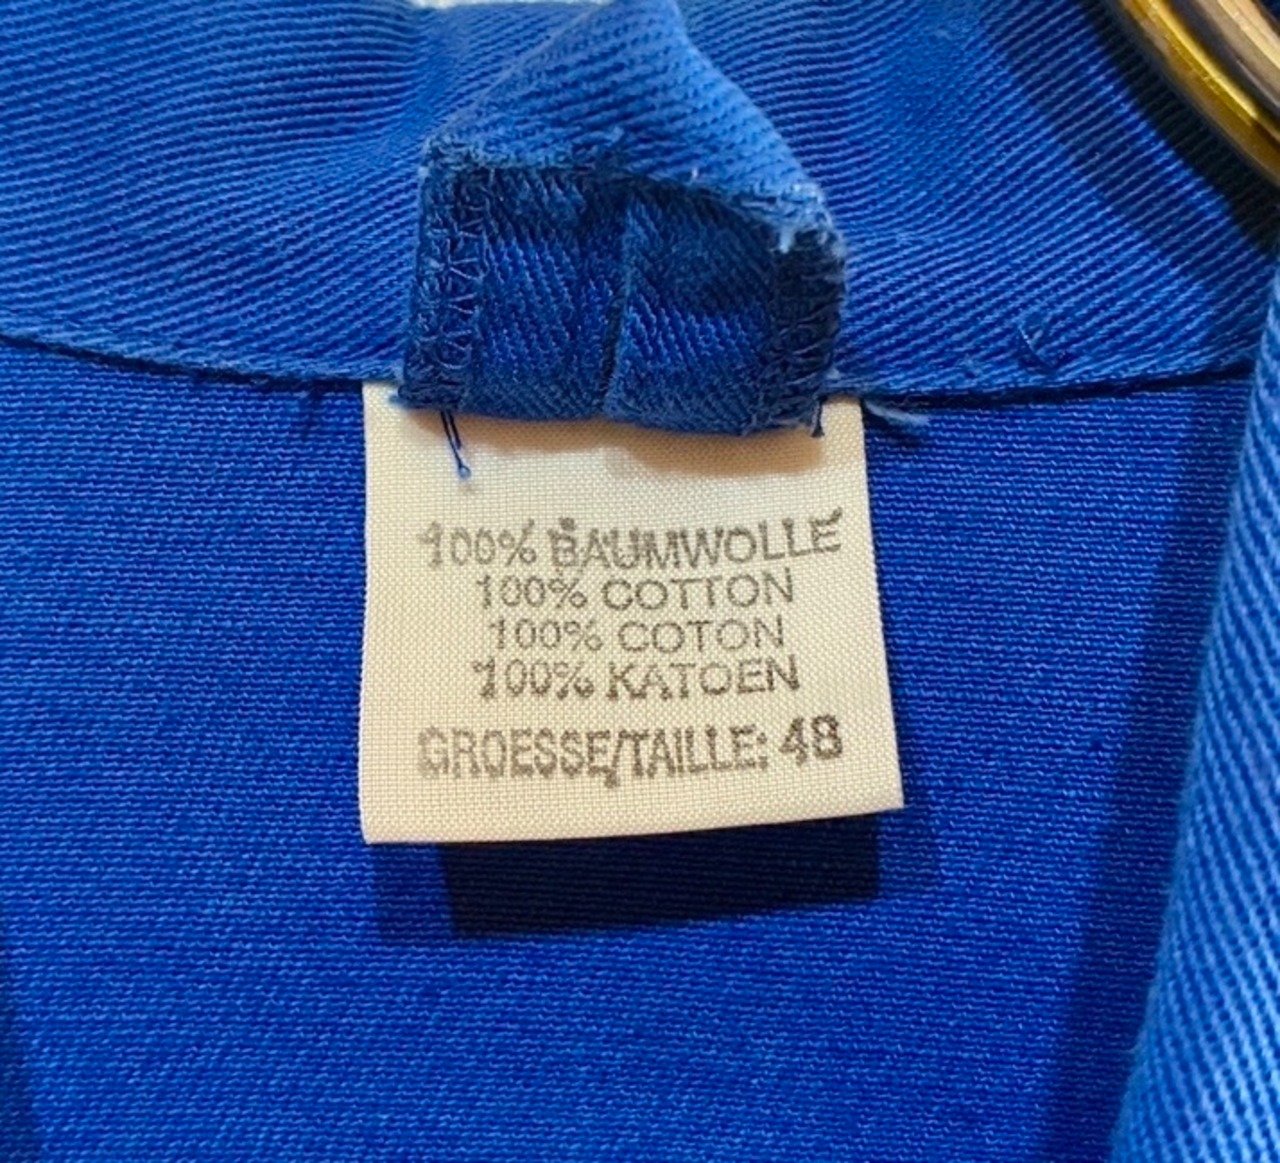 100% BAUMWOLLE
100% COTTON
100% COTON
100% KATOEN
GROESSE/TAILLE: 48